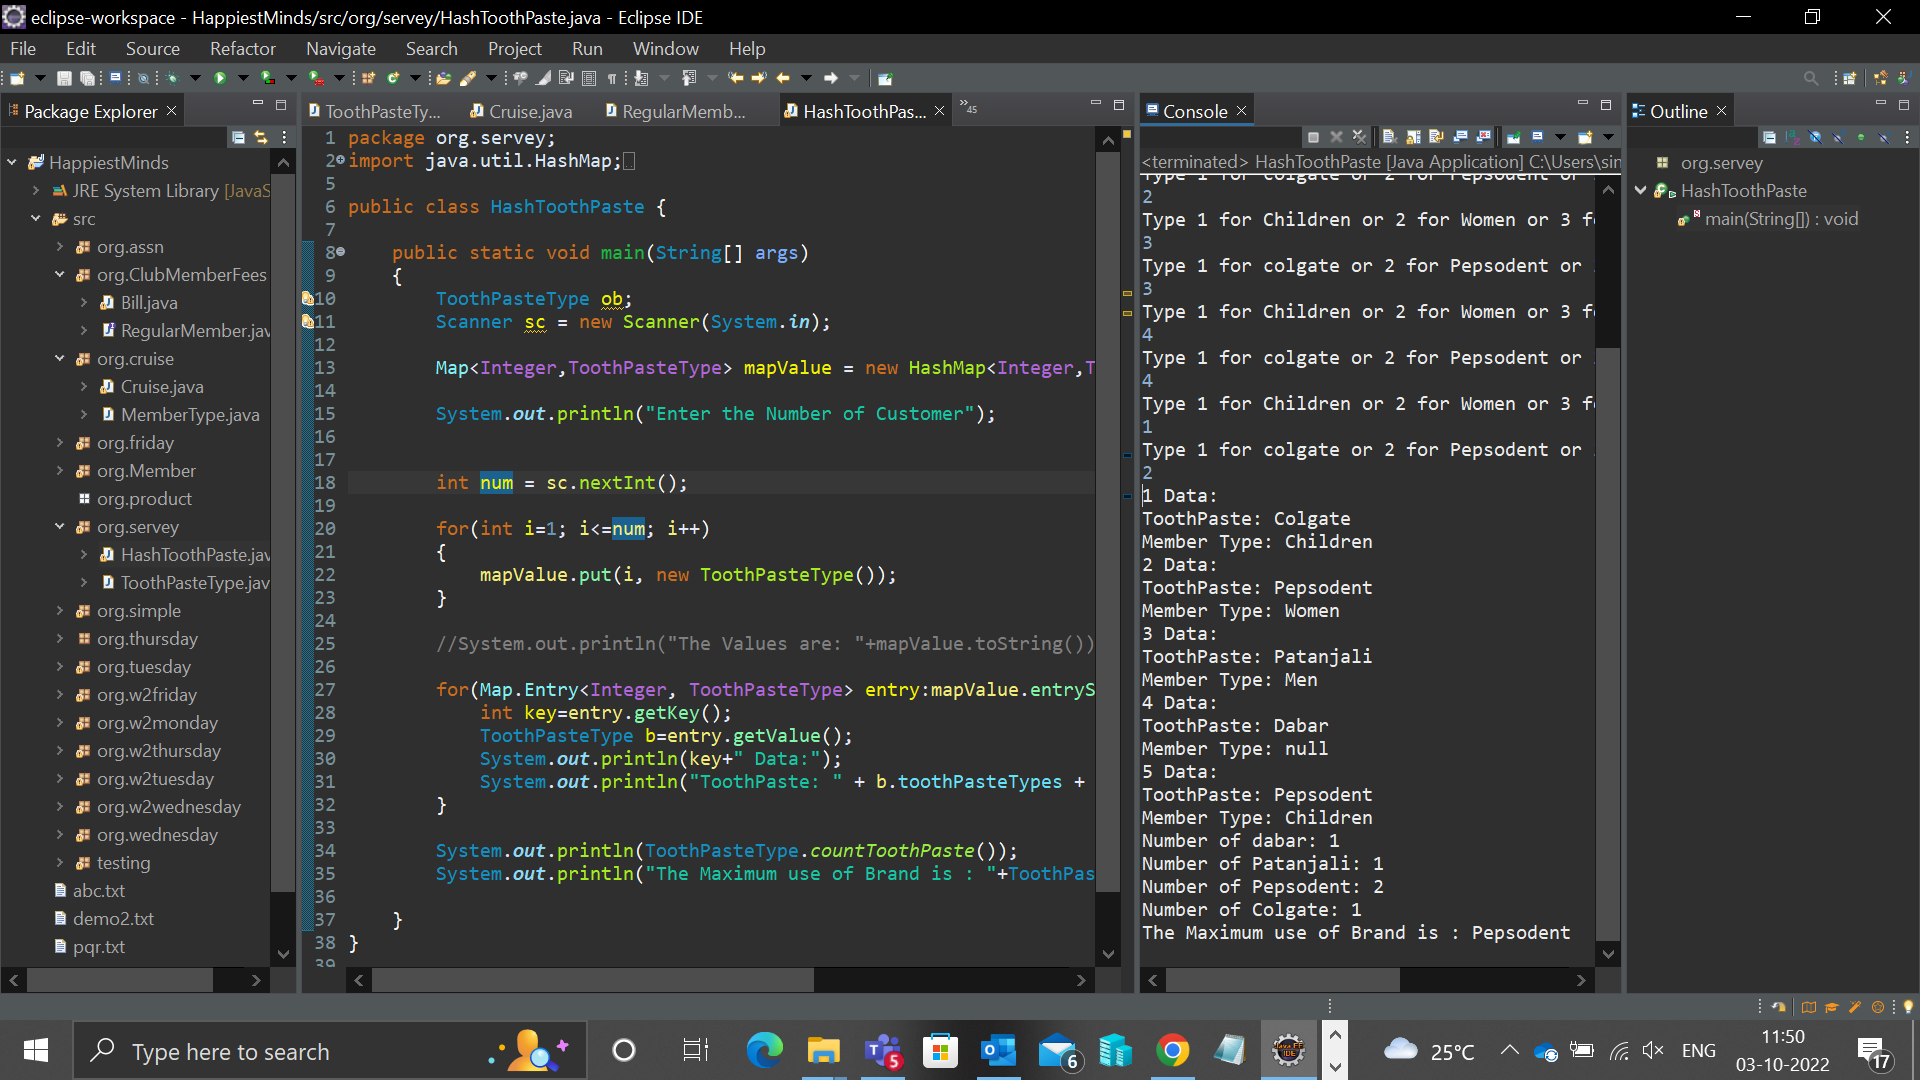 eclipse-workspace - HappiestMinds/src/org/servey/HashToothPaste.java - Eclipse IDE
File Edit Source Refactor Navigate Search Project Run Window Help
Package Explorer
HappiestMinds
JRE System Library [JavaS
src
org.assn
org.ClubMemberFees
Bill.java
RegularMember.jav
org.cruise
Cruise.java
MemberType.java
org.friday
org.Member
org.product
org.servey
HashToothPaste.jav
ToothPasteType.jav
org.simple
org.thursday
org.tuesday
org.w2friday
org.w2monday
org.w2thursday
org.w2tuesday
org.w2wednesday
org.wednesday
testing
abc.txt
demo2.txt
pqr.txt
ToothPasteTy... Cruise.java RegularMemb... HashToothPas... »45
1 package org.servey;
2 import java.util.HashMap;
5
6 public class HashToothPaste {
7
8 public static void main(String[] args)
9 {
10 ToothPasteType ob;
11 Scanner sc = new Scanner(System.in);
12
13 Map<Integer,ToothPasteType> mapValue = new HashMap<Integer,T
14
15 System.out.println("Enter the Number of Customer");
16
17
18 int num = sc.nextInt();
19
20 for(int i=1; i<=num; i++)
21 {
22 mapValue.put(i, new ToothPasteType());
23 }
24
25 //System.out.println("The Values are: "+mapValue.toString())
26
27 for(Map.Entry<Integer, ToothPasteType> entry:mapValue.entryS
28 int key=entry.getKey();
29 ToothPasteType b=entry.getValue();
30 System.out.println(key+" Data:");
31 System.out.println("ToothPaste: " + b.toothPasteTypes +
32 }
33
34 System.out.println(ToothPasteType.countToothPaste());
35 System.out.println("The Maximum use of Brand is : "+ToothPas
36
37 }
38 }
39
Console
<terminated> HashToothPaste [Java Application] C:\Users\sin
Type 1 for colgate or 2 for Pepsodent or
2
Type 1 for Children or 2 for Women or 3 f
3
Type 1 for colgate or 2 for Pepsodent or
3
Type 1 for Children or 2 for Women or 3 f
4
Type 1 for colgate or 2 for Pepsodent or
4
Type 1 for Children or 2 for Women or 3 f
1
Type 1 for colgate or 2 for Pepsodent or
2
1 Data:
ToothPaste: Colgate
Member Type: Children
2 Data:
ToothPaste: Pepsodent
Member Type: Women
3 Data:
ToothPaste: Patanjali
Member Type: Men
4 Data:
ToothPaste: Dabar
Member Type: null
5 Data:
ToothPaste: Pepsodent
Member Type: Children
Number of dabar: 1
Number of Patanjali: 1
Number of Pepsodent: 2
Number of Colgate: 1
The Maximum use of Brand is : Pepsodent
Outline
org.servey
HashToothPaste
main(String[]) : void
Type here to search
5
6
25°C
ENG
11:50
03-10-2022
17